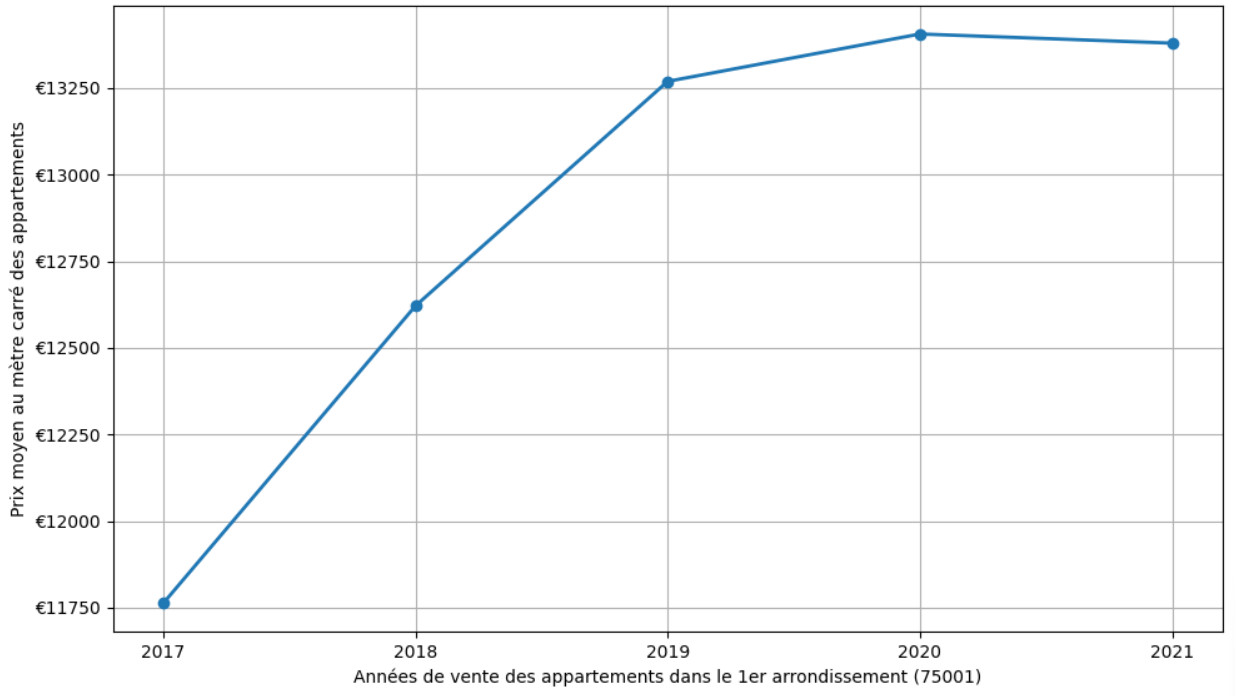 €13250
€13000
€12750
€12500
€12250
€12000
€11750
Prix moyen au mètre carré des appartements
2017 2018 2019 2020 2021
Années de vente des appartements dans le 1er arrondissement (75001)